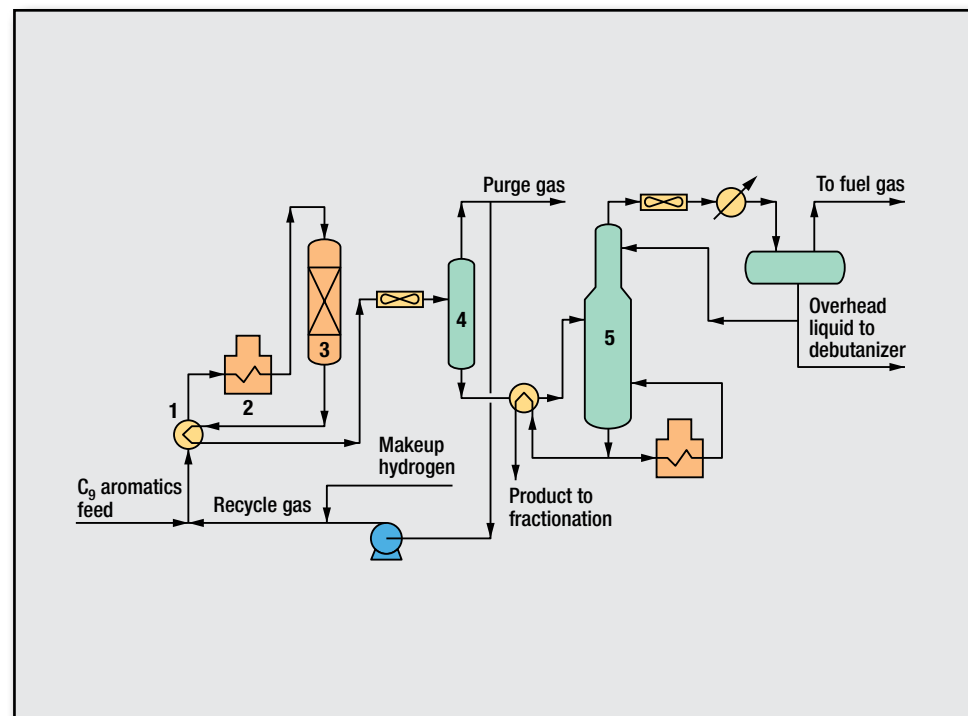 Purge gas
To fuel gas
3
4
5
Overhead
liquid to
debutanizer
1
2
Makeup
hydrogen
C₉ aromatics
feed
Recycle gas
Product to
fractionation